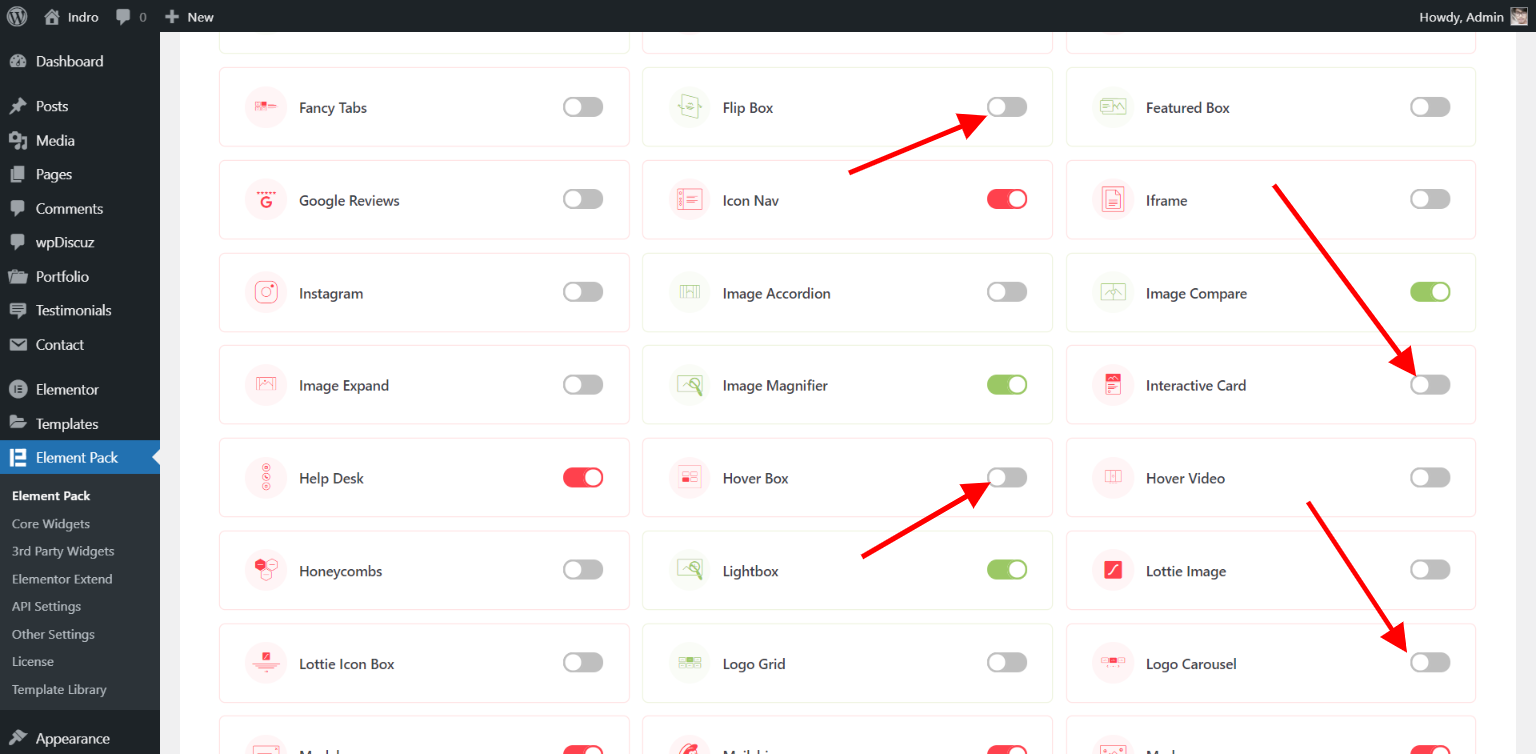 Indro
0
New
Howdy, Admin
Dashboard
Posts
Media
Pages
Comments
wpDiscuz
Portfolio
Testimonials
Contact
Elementor
Templates
Element Pack
Element Pack
Core Widgets
3rd Party Widgets
Elementor Extend
API Settings
Other Settings
License
Template Library
Appearance
Fancy Tabs
Flip Box
Featured Box
Google Reviews
Icon Nav
Iframe
Instagram
Image Accordion
Image Compare
Image Expand
Image Magnifier
Interactive Card
Help Desk
Hover Box
Hover Video
Honeycombs
Lightbox
Lottie Image
Lottie Icon Box
Logo Grid
Logo Carousel